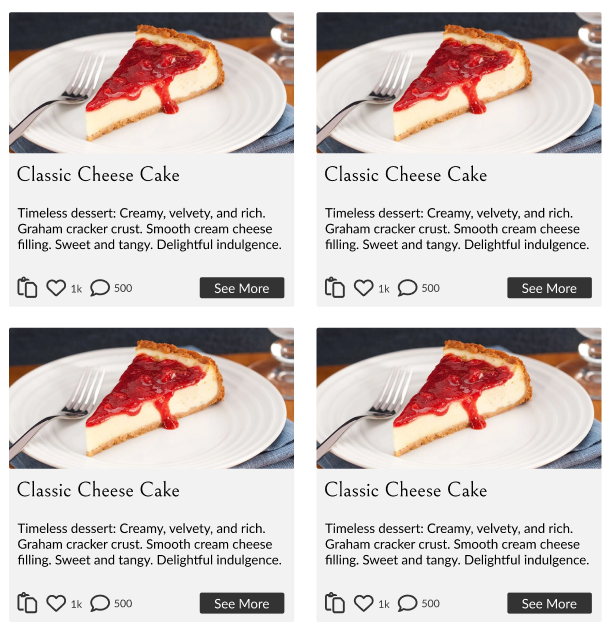 Classic Cheese Cake
Timeless dessert: Creamy, velvety, and rich.
Graham cracker crust. Smooth cream cheese
filling. Sweet and tangy. Delightful indulgence.
1k 500 See More
Classic Cheese Cake
Timeless dessert: Creamy, velvety, and rich.
Graham cracker crust. Smooth cream cheese
filling. Sweet and tangy. Delightful indulgence.
1k 500 See More
Classic Cheese Cake
Timeless dessert: Creamy, velvety, and rich.
Graham cracker crust. Smooth cream cheese
filling. Sweet and tangy. Delightful indulgence.
1k 500 See More
Classic Cheese Cake
Timeless dessert: Creamy, velvety, and rich.
Graham cracker crust. Smooth cream cheese
filling. Sweet and tangy. Delightful indulgence.
1k 500 See More